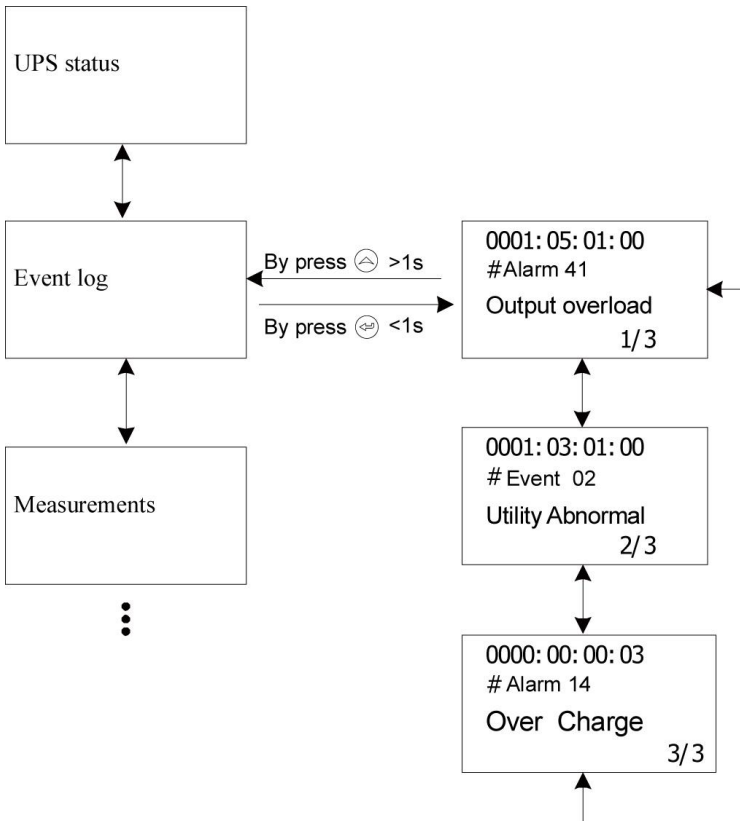 UPS status
Event log
Measurements
By press >1s
By press <1s
0001:05:01:00
#Alarm 41
Output overload
1/3
0001:03:01:00
# Event 02
Utility Abnormal
2/3
0000:00:00:03
# Alarm 14
Over Charge
3/3